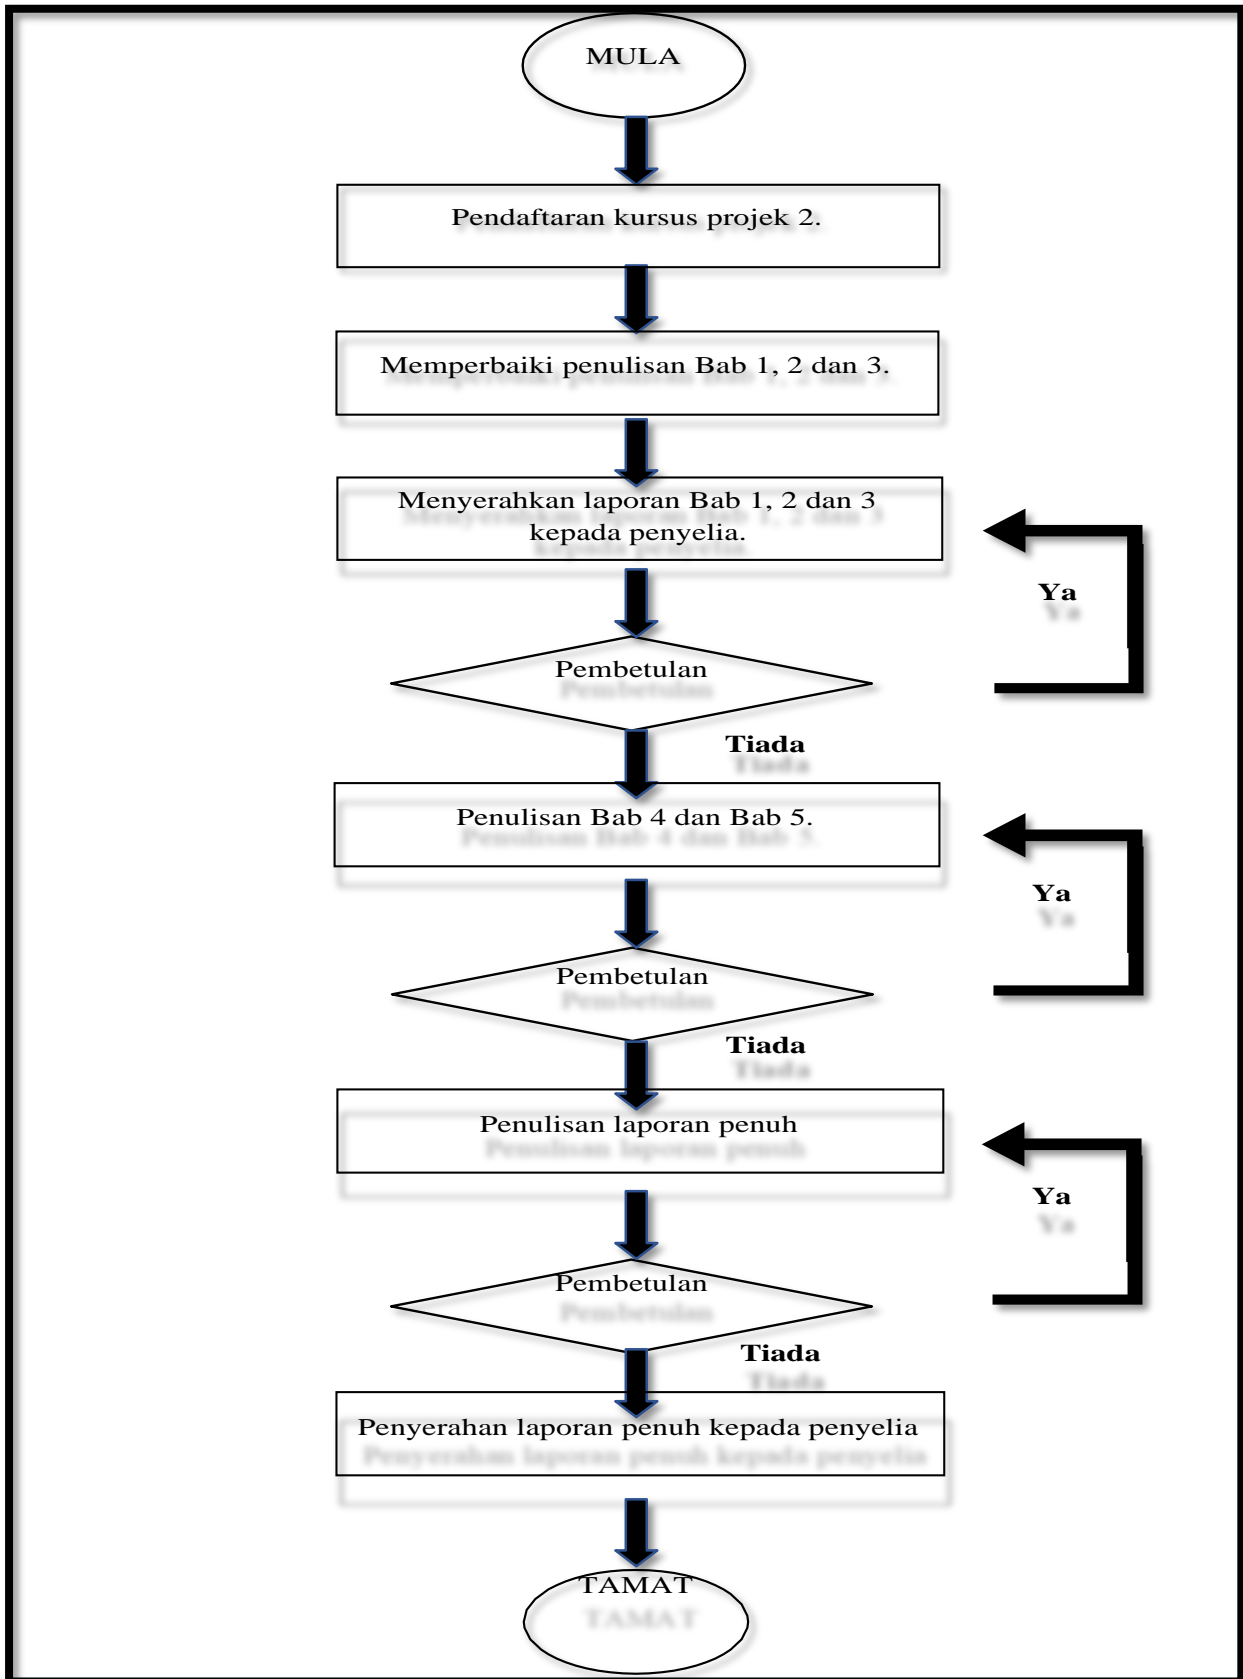 MULA
Pendaftaran kursus projek 2.
Memperbaiki penulisan Bab 1, 2 dan 3.
Menyerahkan laporan Bab 1, 2 dan 3
kepada penyelia.
Ya
Pembetulan
Tiada
Penulisan Bab 4 dan Bab 5.
Ya
Pembetulan
Tiada
Penulisan laporan penuh
Ya
Pembetulan
Tiada
Penyerahan laporan penuh kepada penyelia
TAMAT